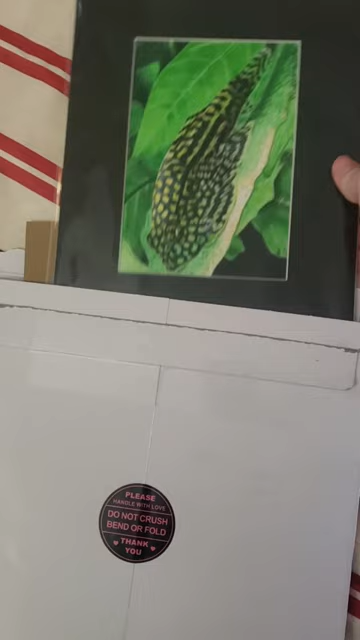 PLEASE
HANDLE WITH LOVE
DO NOT CRUSH
BEND OR FOLD
THANK
YOU